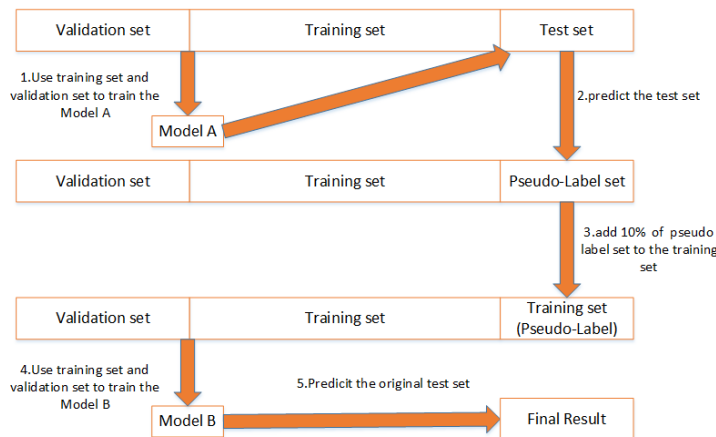 Validation set
Training set
Test set
1.Use training set and
validation set to train the
Model A
2.predict the test set
Model A
Validation set
Training set
Pseudo-Label set
3.add 10% of pseudo
label set to the training
set
Validation set
Training set
Training set
(Pseudo-Label)
4.Use training set and
validation set to train the
Model B
5.Predicit the original test set
Model B
Final Result